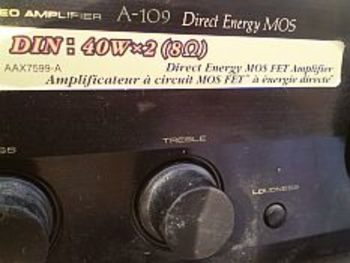 EO AMPLIFIER A-109 Direct Energy MOS
DIN : 40W×2 (8Ω)
AAX7599-A Direct Energy MOS FET Amplifier
Amplificateur à circuit MOS FET à énergie directe
TREBLE
LOUDNESS